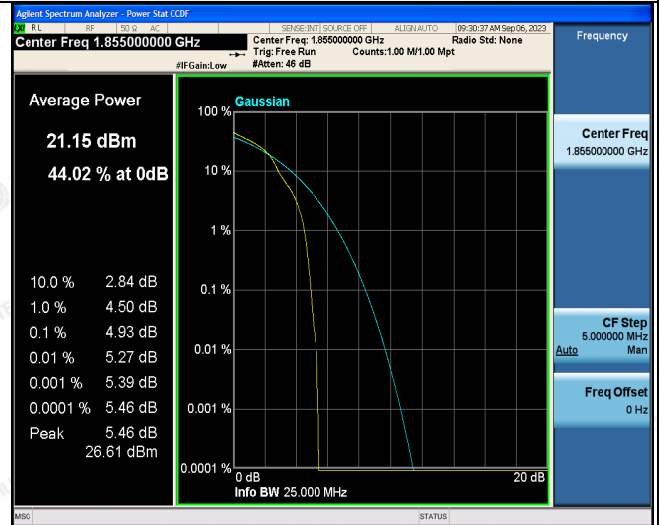 Agilent Spectrum Analyzer - Power Stat CCDF
RL RF 50 Ω AC SENSE:INT SOURCE OFF ALIGN AUTO 09:30:37 AM Sep 06, 2023
Center Freq 1.855000000 GHz
Center Freq: 1.855000000 GHz Radio Std: None
Trig: Free Run Counts:1.00 M/1.00 Mpt
#IFGain:Low #Atten: 46 dB
Frequency
Average Power
21.15 dBm
44.02 % at 0dB
10.0 % 2.84 dB
1.0 % 4.50 dB
0.1 % 4.93 dB
0.01 % 5.27 dB
0.001 % 5.39 dB
0.0001 % 5.46 dB
Peak 5.46 dB
26.61 dBm
Gaussian
100 %
10 %
1 %
0.1 %
0.01 %
0.001 %
0.0001 %
0 dB 20 dB
Info BW 25.000 MHz
Center Freq
1.855000000 GHz
CF Step
5.000000 MHz
Auto Man
Freq Offset
0 Hz
MSG STATUS